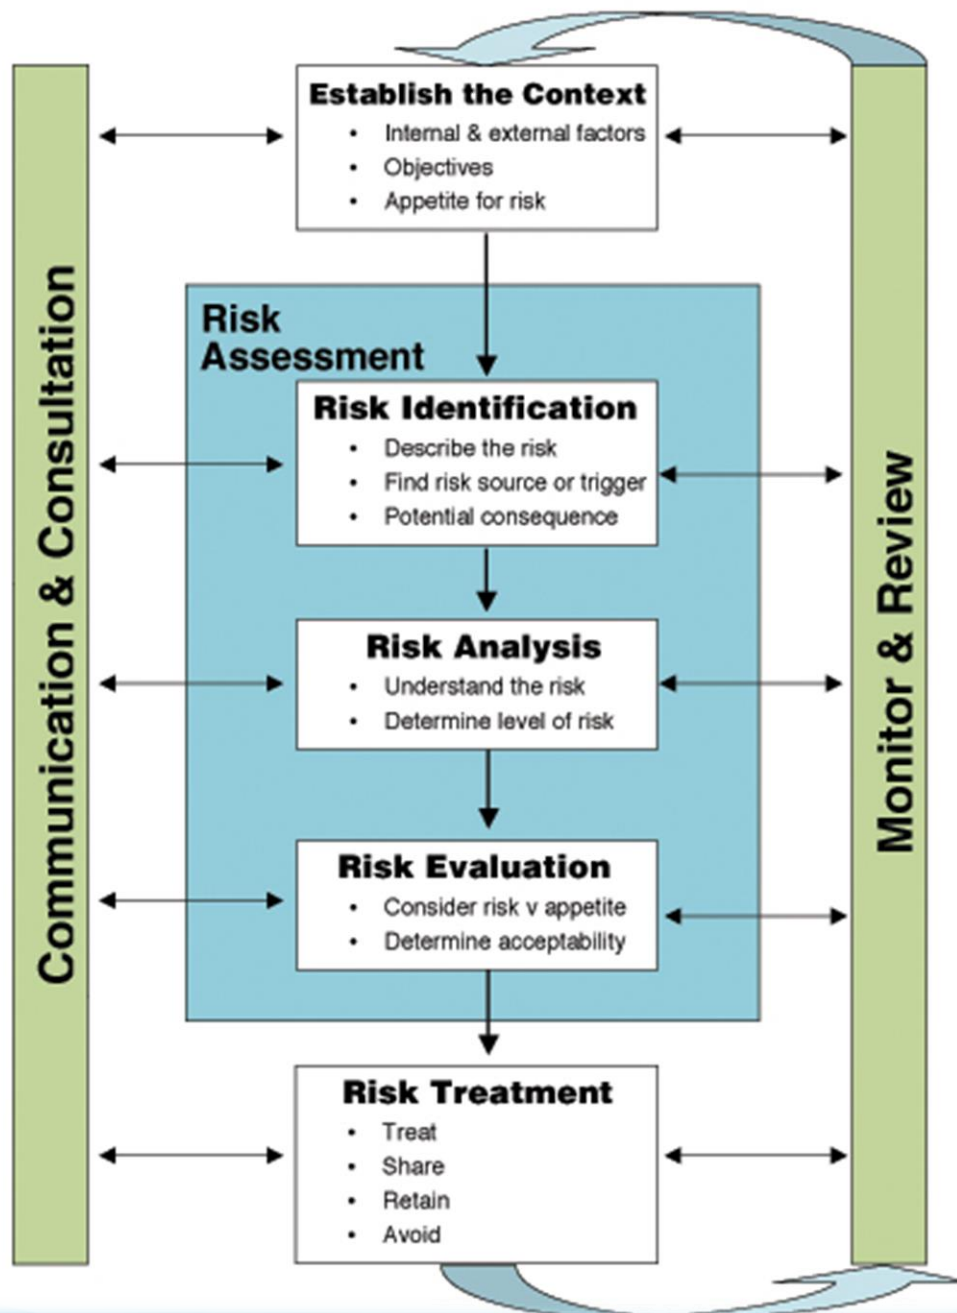 Establish the Context
• Internal & external factors
• Objectives
• Appetite for risk
Communication & Consultation
Risk
Assessment
Risk Identification
• Describe the risk
• Find risk source or trigger
• Potential consequence
Risk Analysis
• Understand the risk
• Determine level of risk
Risk Evaluation
• Consider risk v appetite
• Determine acceptability
Risk Treatment
• Treat
• Share
• Retain
• Avoid
Monitor & Review